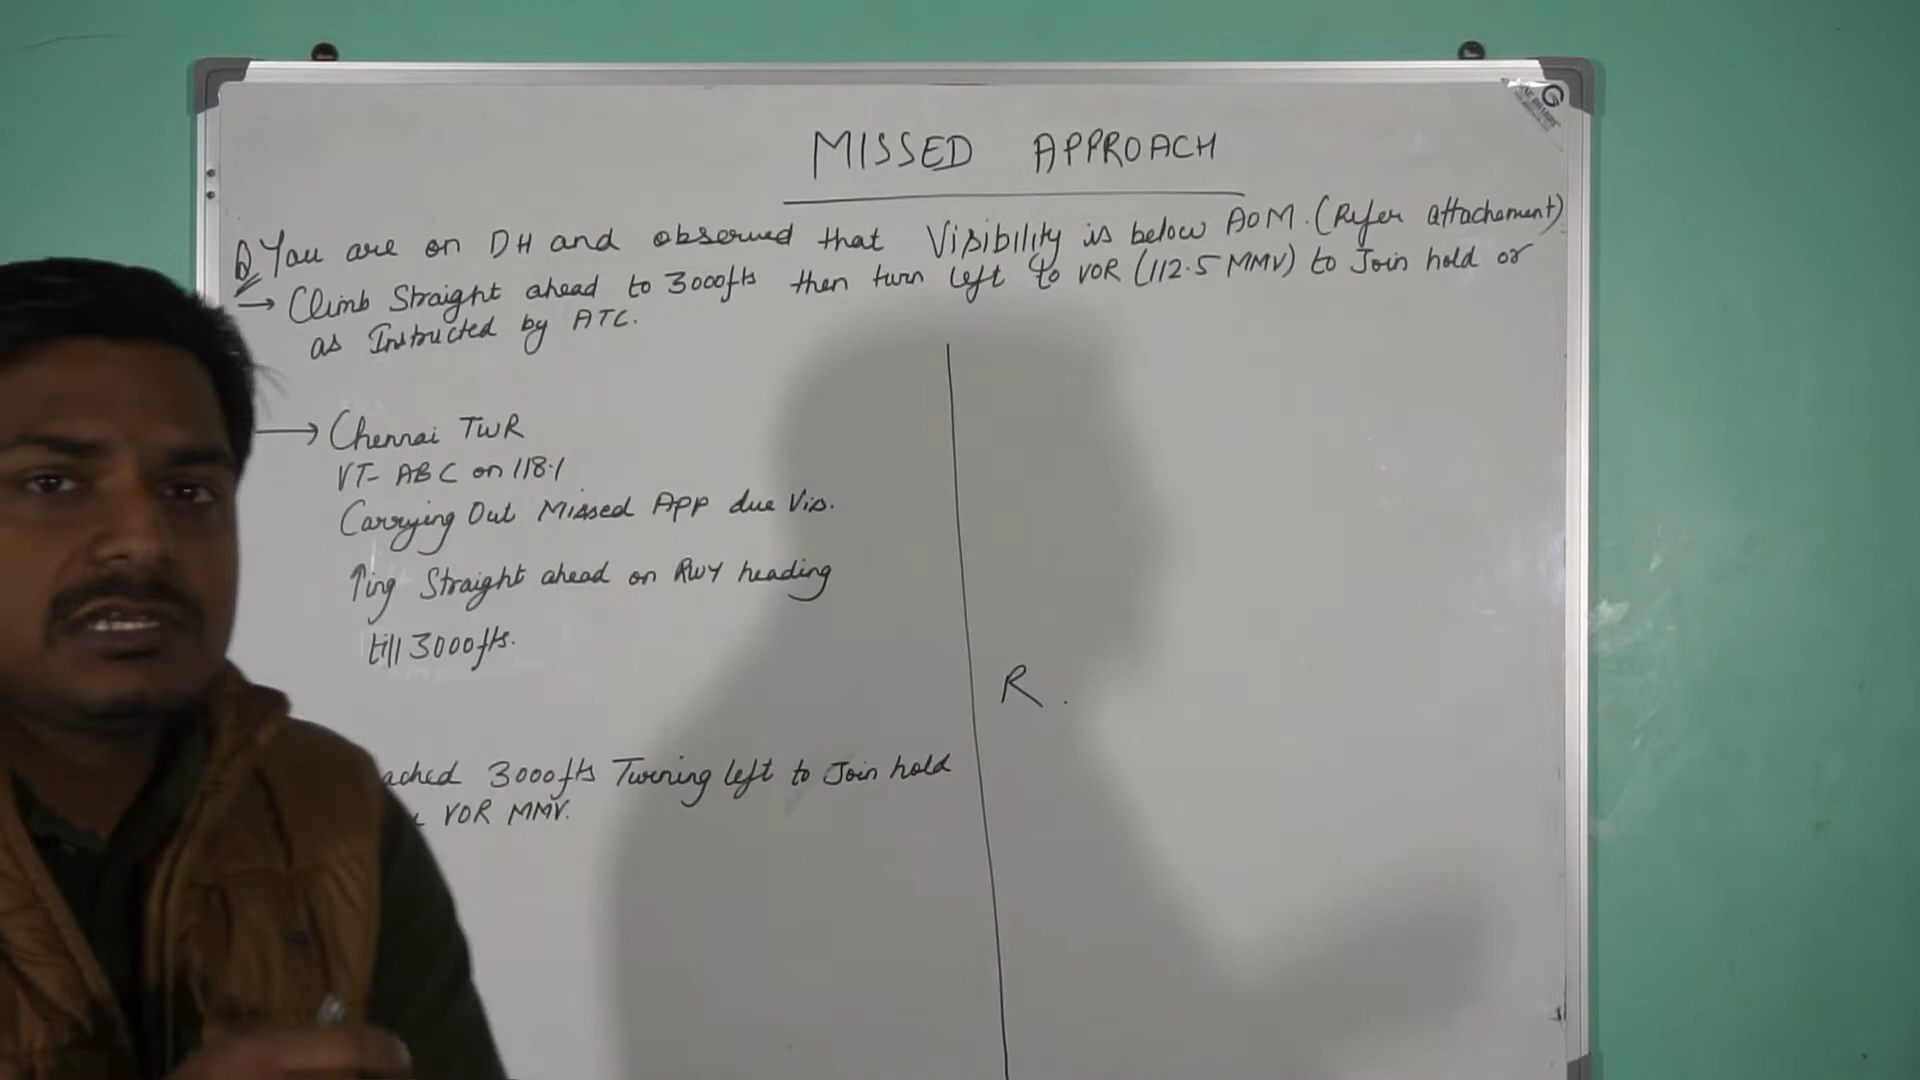 MISSED APPROACH
Q You are on DH and observed that Visibility is below AOM. (Refer attachement)
→ Climb Straight ahead to 3000fts then turn left to VOR (112.5 MMV) to Join hold or
as Instructed by ATC.
→ Chennai TWR
VT- ABC on 118.1
Carrying Out Missed App due Vis.
↑ing Straight ahead on RWY heading
till 3000fts.
R.
ached 3000fts Turning left to Join hold
VOR MMV.